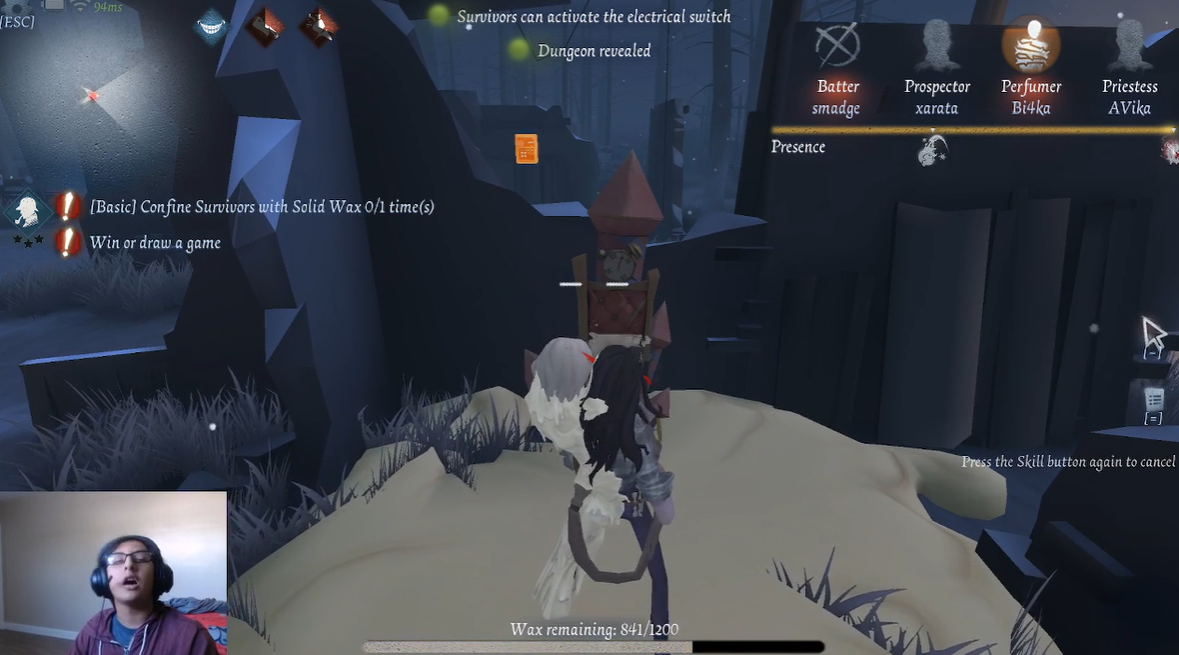 94ms
[ESC]
Survivors can activate the electrical switch
Dungeon revealed
Batter
smadge
Prospector
xarata
Perfumer
Bi4ka
Priestess
AVika
Presence
[Basic] Confine Survivors with Solid Wax 0/1 time(s)
Win or draw a game
[-]
[=]
Press the Skill button again to cancel
Wax remaining: 841/1200